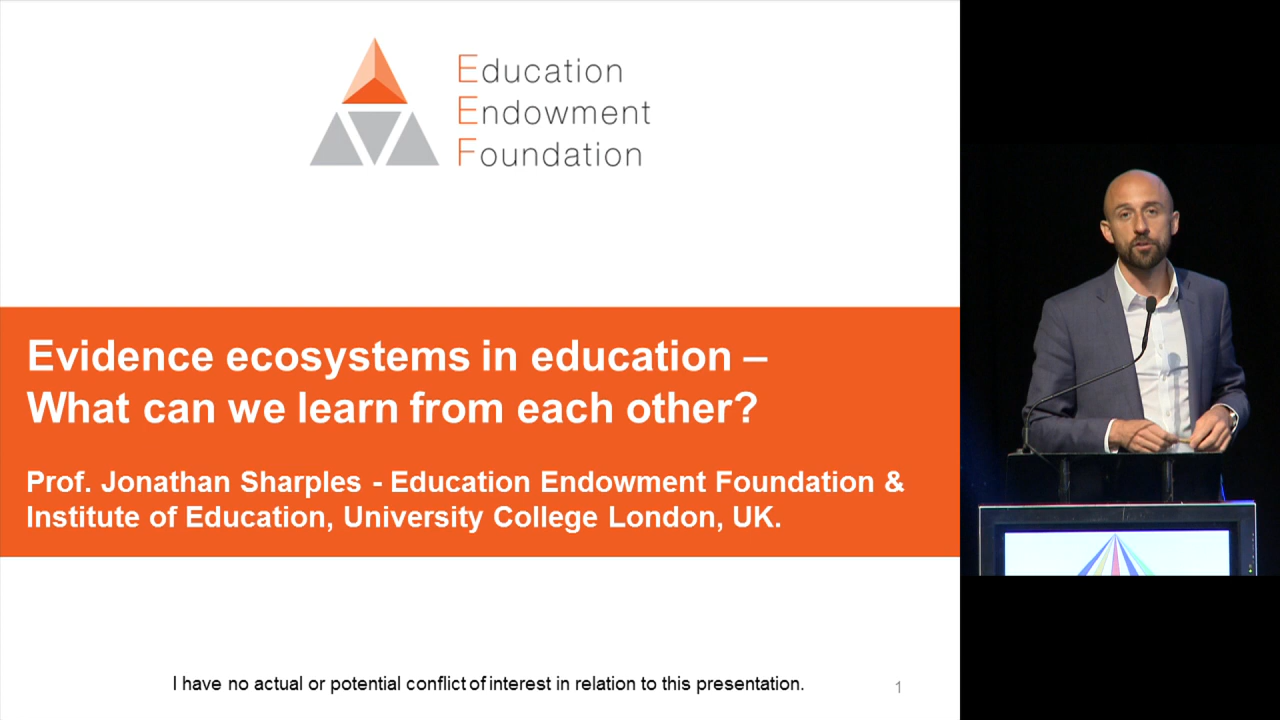 Education
Endowment
Foundation
Evidence ecosystems in education –
What can we learn from each other?
Prof. Jonathan Sharples - Education Endowment Foundation &
Institute of Education, University College London, UK.
I have no actual or potential conflict of interest in relation to this presentation.
1